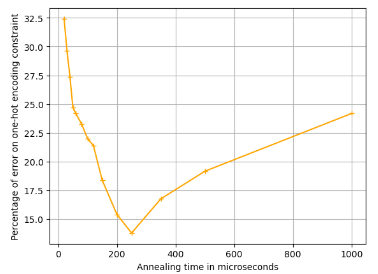 32.5
30.0
27.5
25.0
22.5
20.0
17.5
15.0
Percentage of error on one-hot encoding constraint
0 200 400 600 800 1000
Annealing time in microseconds